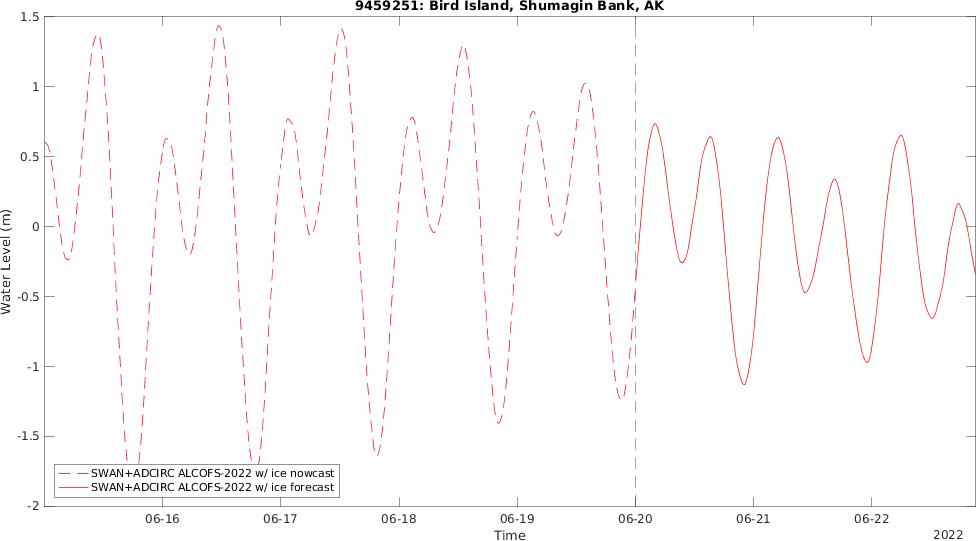 9459251: Bird Island, Shumagin Bank, AK
Water Level (m)
1.5
1
0.5
0
-0.5
-1
-1.5
-2
SWAN+ADCIRC ALCOFS-2022 w/ ice nowcast
SWAN+ADCIRC ALCOFS-2022 w/ ice forecast
06-16 06-17 06-18 06-19 06-20 06-21 06-22
Time
2022